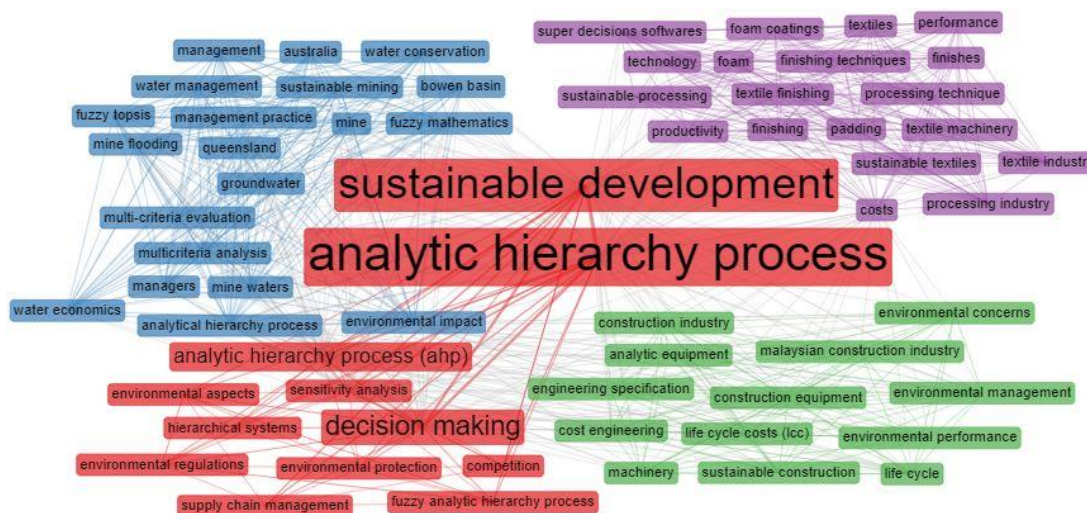 management
australia
water conservation
water management
sustainable mining
bowen basin
fuzzy topsis
management practice
mine
fuzzy mathematics
mine flooding
queensland
groundwater
multi-criteria evaluation
multicriteria analysis
managers
mine waters
water economics
analytical hierarchy process
environmental impact
super decisions softwares
foam coatings
textiles
performance
technology
foam
finishing techniques
finishes
sustainable processing
textile finishing
processing technique
productivity
finishing
padding
textile machinery
sustainable textiles
textile industr
costs
processing industry
sustainable development
analytic hierarchy process
analytic hierarchy process (ahp)
environmental aspects
sensitivity analysis
hierarchical systems
decision making
environmental regulations
environmental protection
competition
supply chain management
fuzzy analytic hierarchy process
environmental concerns
construction industry
analytic equipment
malaysian construction industry
engineering specification
construction equipment
environmental management
cost engineering
life cycle costs (lcc)
environmental performance
machinery
sustainable construction
life cycle